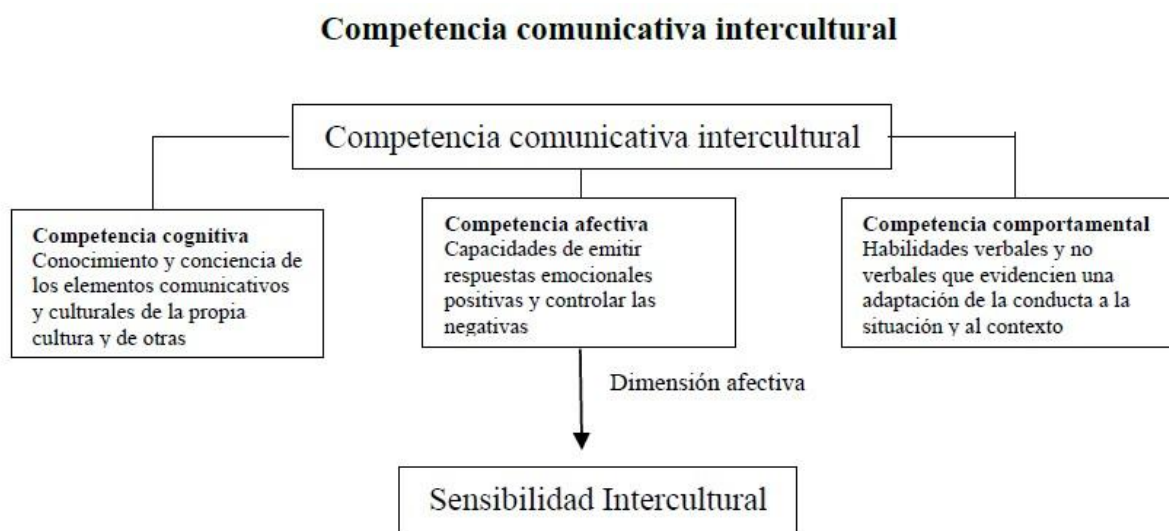 Competencia comunicativa intercultural
Competencia comunicativa intercultural
Competencia cognitiva
Conocimiento y conciencia de
los elementos comunicativos
y culturales de la propia
cultura y de otras
Competencia afectiva
Capacidades de emitir
respuestas emocionales
positivas y controlar las
negativas
Competencia comportamental
Habilidades verbales y no
verbales que evidencien una
adaptación de la conducta a la
situación y al contexto
Dimensión afectiva
Sensibilidad Intercultural